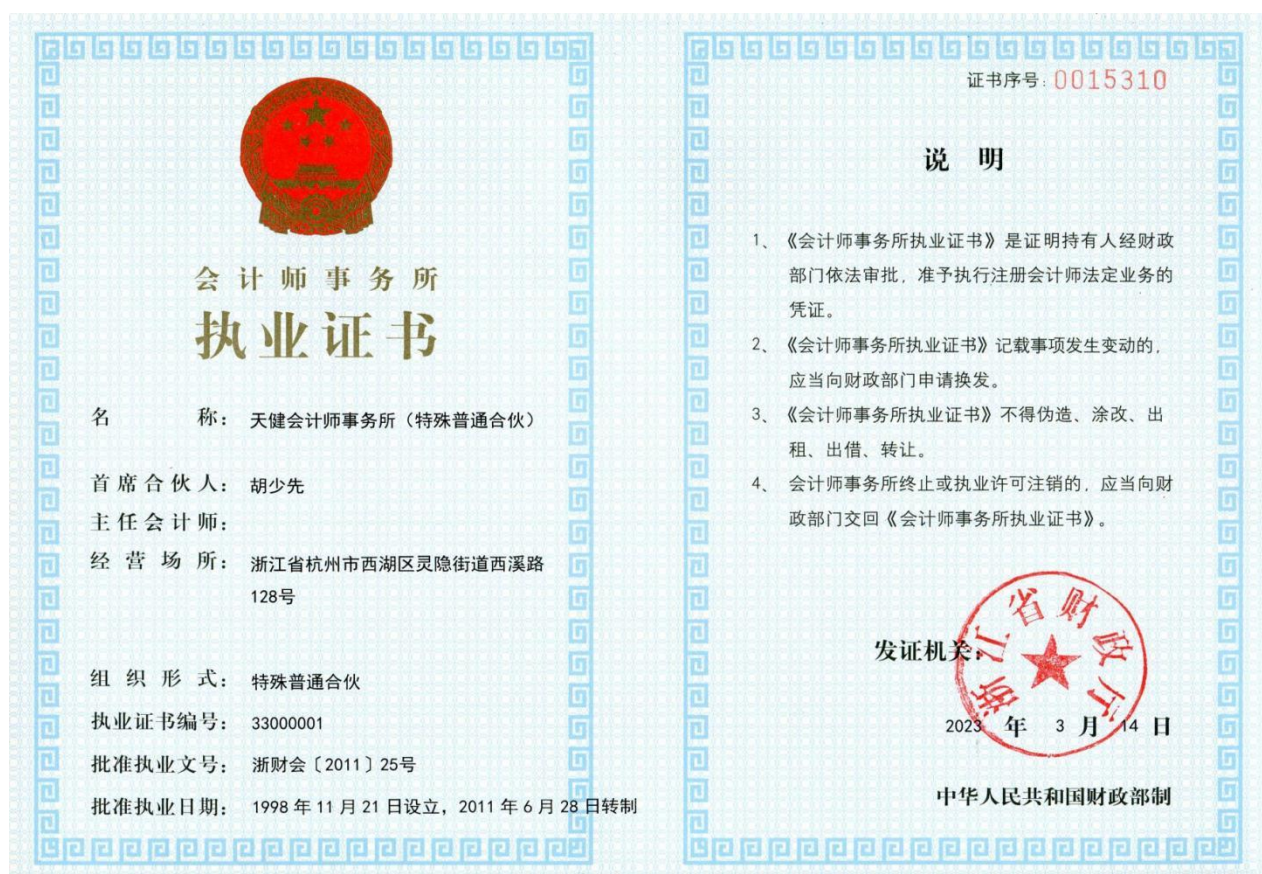 会计师事务所
执业证书
名称：天健会计师事务所（特殊普通合伙）
首席合伙人：胡少先
主任会计师：
经营场所：浙江省杭州市西湖区灵隐街道西溪路
128号
组织形式：特殊普通合伙
执业证书编号：33000001
批准执业文号：浙财会〔2011〕25号
批准执业日期：1998年11月21日设立，2011年6月28日转制
证书序号：0015310
说明
1、《会计师事务所执业证书》是证明持有人经财政
部门依法审批，准予执行注册会计师法定业务的
凭证。
2、《会计师事务所执业证书》记载事项发生变动的，
应当向财政部门申请换发。
3、《会计师事务所执业证书》不得伪造、涂改、出
租、出借、转让。
4、会计师事务所终止或执业许可注销的，应当向财
政部门交回《会计师事务所执业证书》。
发证机关：
浙江省财政厅
2023年3月14日
中华人民共和国财政部制